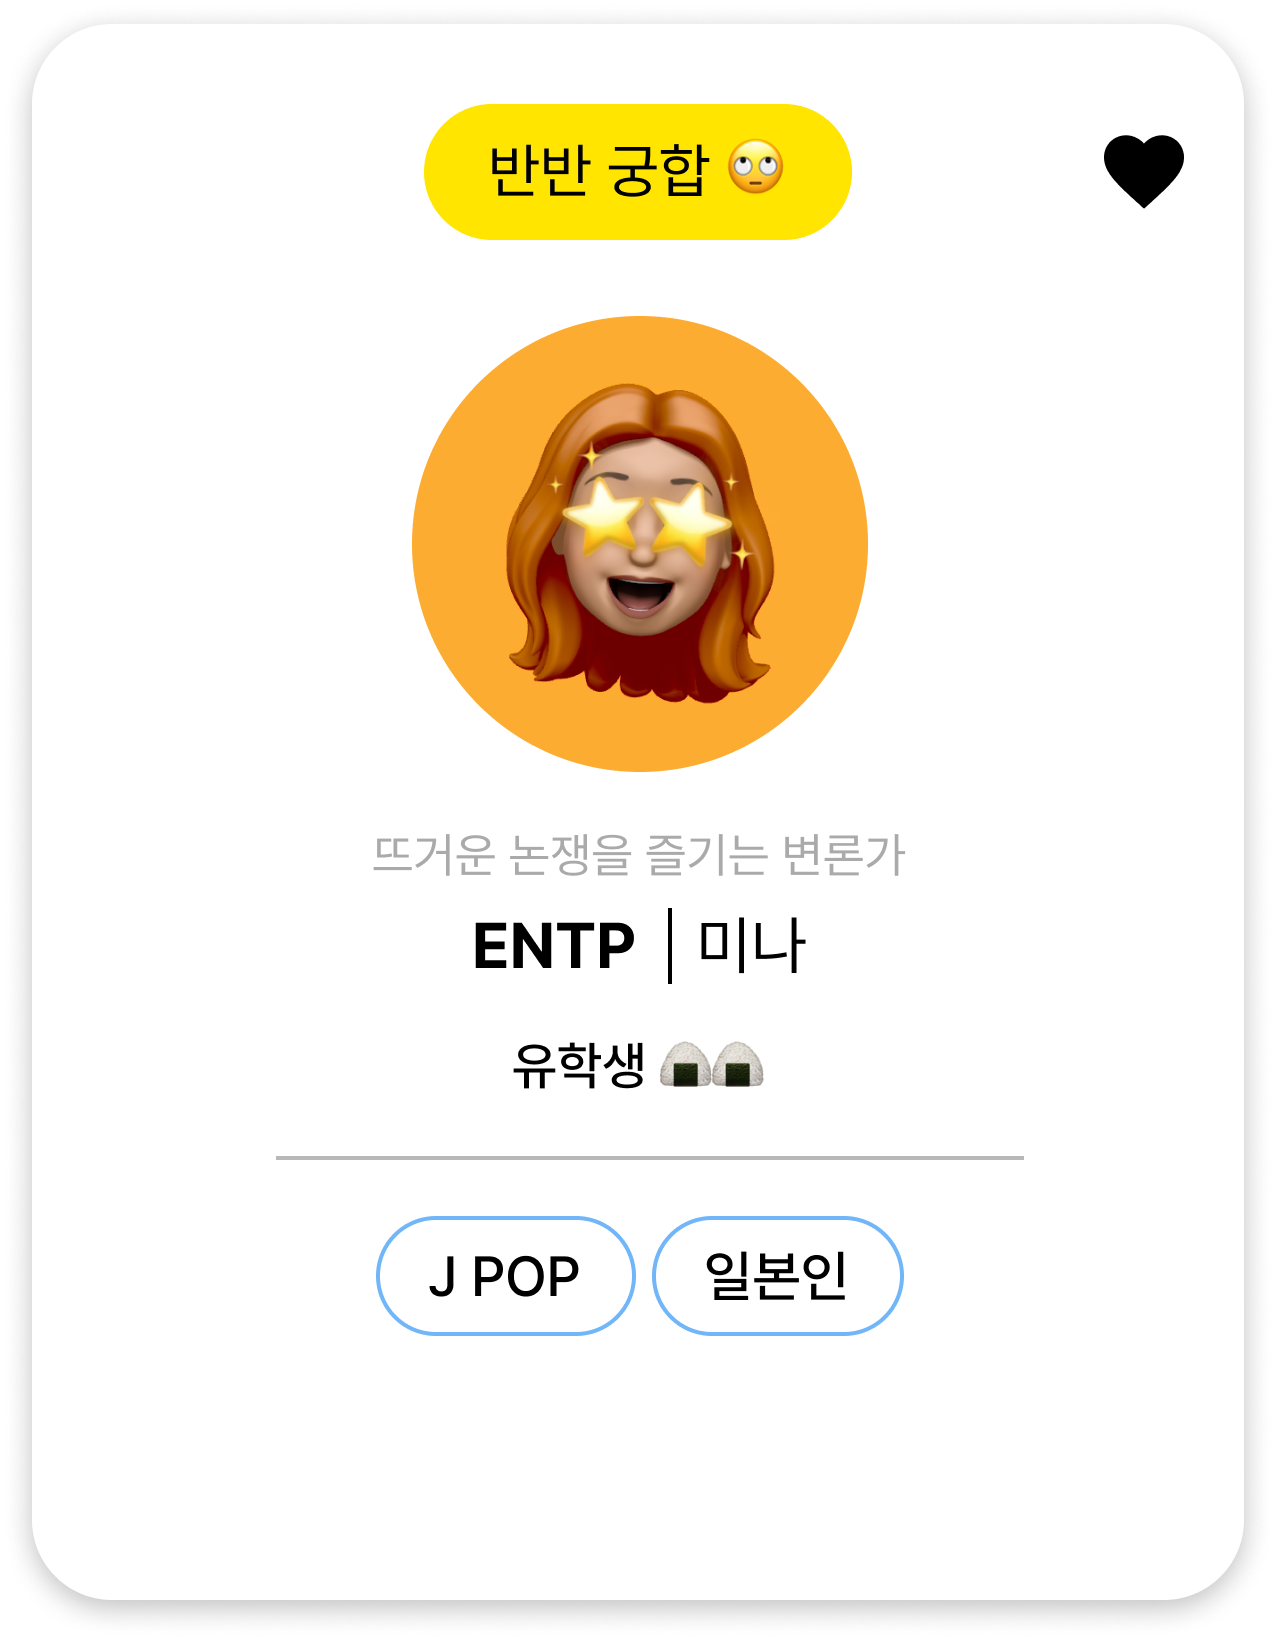 반반 궁합 🙄
뜨거운 논쟁을 즐기는 변론가
ENTP | 미나
유학생 🍙🍙
J POP
일본인